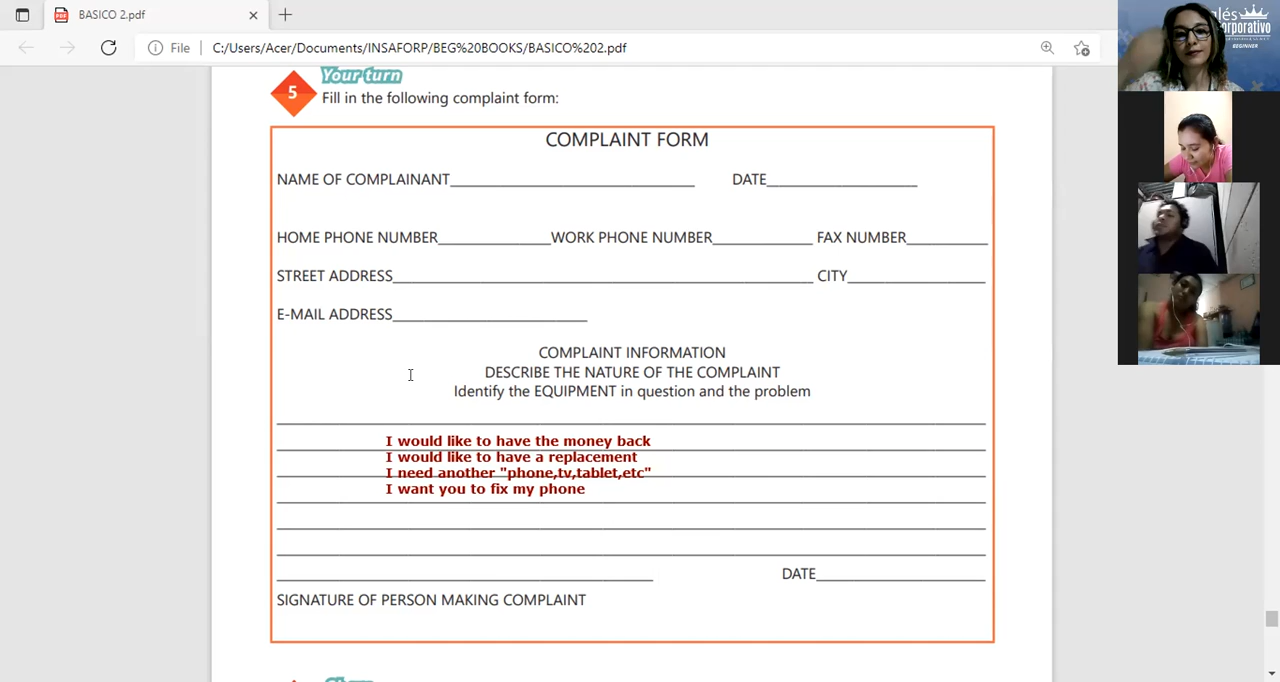 BASICO 2.pdf
File
C:/Users/Acer/Documents/INSAFORP/BEG%20BOOKS/BASICO%202.pdf
BEGINNER
Your turn
5
Fill in the following complaint form:
COMPLAINT FORM
NAME OF COMPLAINANT DATE
HOME PHONE NUMBER WORK PHONE NUMBER FAX NUMBER
STREET ADDRESS CITY
E-MAIL ADDRESS
COMPLAINT INFORMATION
DESCRIBE THE NATURE OF THE COMPLAINT
Identify the EQUIPMENT in question and the problem
I would like to have the money back
I would like to have a replacement
I need another "phone,tv,tablet,etc"
I want you to fix my phone
DATE
SIGNATURE OF PERSON MAKING COMPLAINT